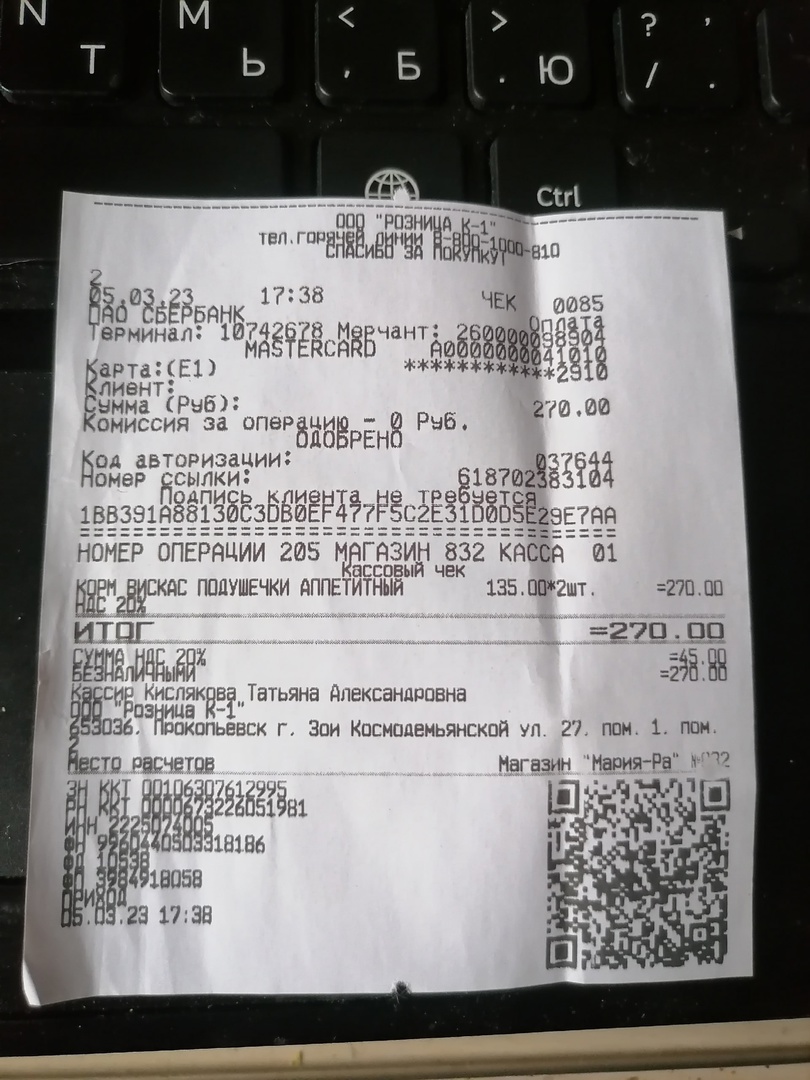 N
Т
M
Ь
<
,
Б
>
.
Ю
?
,
/
.
Ctrl
ООО "РОЗНИЦА К-1"
тел.горячей линии 8-800-1000-810
СПАСИБО ЗА ПОКУПКУ!
2
05.03.23 17:38 ЧЕК 0085
ПАО СБЕРБАНК Оплата
Терминал: 10742678 Мерчант: 260000098904
MASTERCARD A0000000041010
Карта:(E1) ************2910
Клиент:
Сумма (Руб): 270.00
Комиссия за операцию - 0 Руб.
ОДОБРЕНО
Код авторизации: 037644
Номер ссылки: 618702383104
Подпись клиента не требуется
1BB391A88130C3DB0EF477F5C2E31D0D5E29E7AA
НОМЕР ОПЕРАЦИИ 205 МАГАЗИН 832 КАССА 01
Кассовый чек
КОРМ ВИСКАС ПОДУШЕЧКИ АППЕТИТНЫЙ 135.00*2шт. =270.00
НДС 20%
ИТОГ =270.00
СУММА НДС 20% =45.00
БЕЗНАЛИЧНЫМИ =270.00
Кассир Кислякова Татьяна Александровна
ООО "Розница К-1"
653036, Прокопьевск г, Зои Космодемьянской ул, 27, пом. 1, пом.
2
Место расчетов Магазин "Мария-Ра"
ЗН ККТ 00106307612995
РН ККТ 0000673226051981
ИНН 2225074005
ФН 9960440503318186
ФД 10538
ФП 3984918058
ПРИХОД
05.03.23 17:38